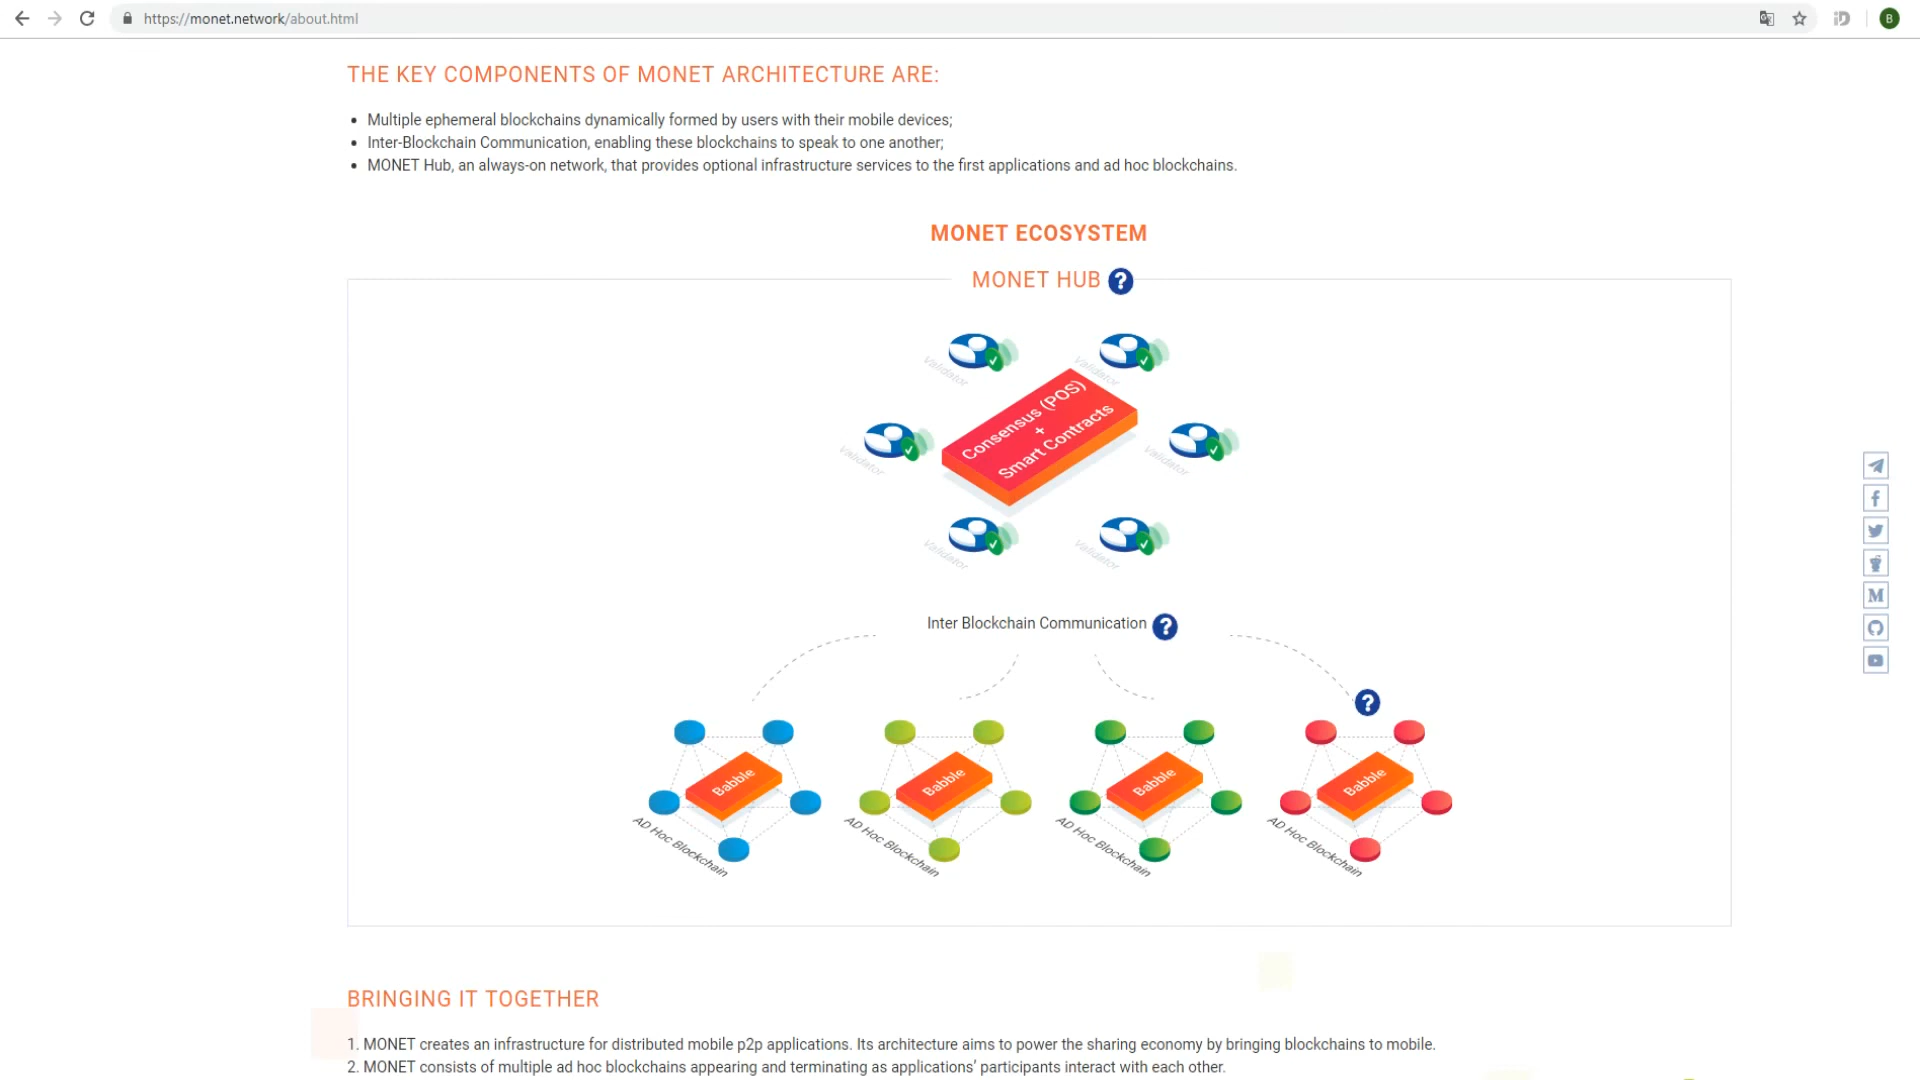 https://monet.network/about.html
B
THE KEY COMPONENTS OF MONET ARCHITECTURE ARE:
Multiple ephemeral blockchains dynamically formed by users with their mobile devices;
Inter-Blockchain Communication, enabling these blockchains to speak to one another;
MONET Hub, an always-on network, that provides optional infrastructure services to the first applications and ad hoc blockchains.
MONET ECOSYSTEM
MONET HUB ?
Validator
Validator
Consensus (POS)
+
Smart Contracts
Validator
Validator
Validator
Validator
Inter Blockchain Communication ?
?
Babble
Babble
Babble
Babble
AD Hoc Blockchain
AD Hoc Blockchain
AD Hoc Blockchain
AD Hoc Blockchain
BRINGING IT TOGETHER
1. MONET creates an infrastructure for distributed mobile p2p applications. Its architecture aims to power the sharing economy by bringing blockchains to mobile.
2. MONET consists of multiple ad hoc blockchains appearing and terminating as applications’ participants interact with each other.